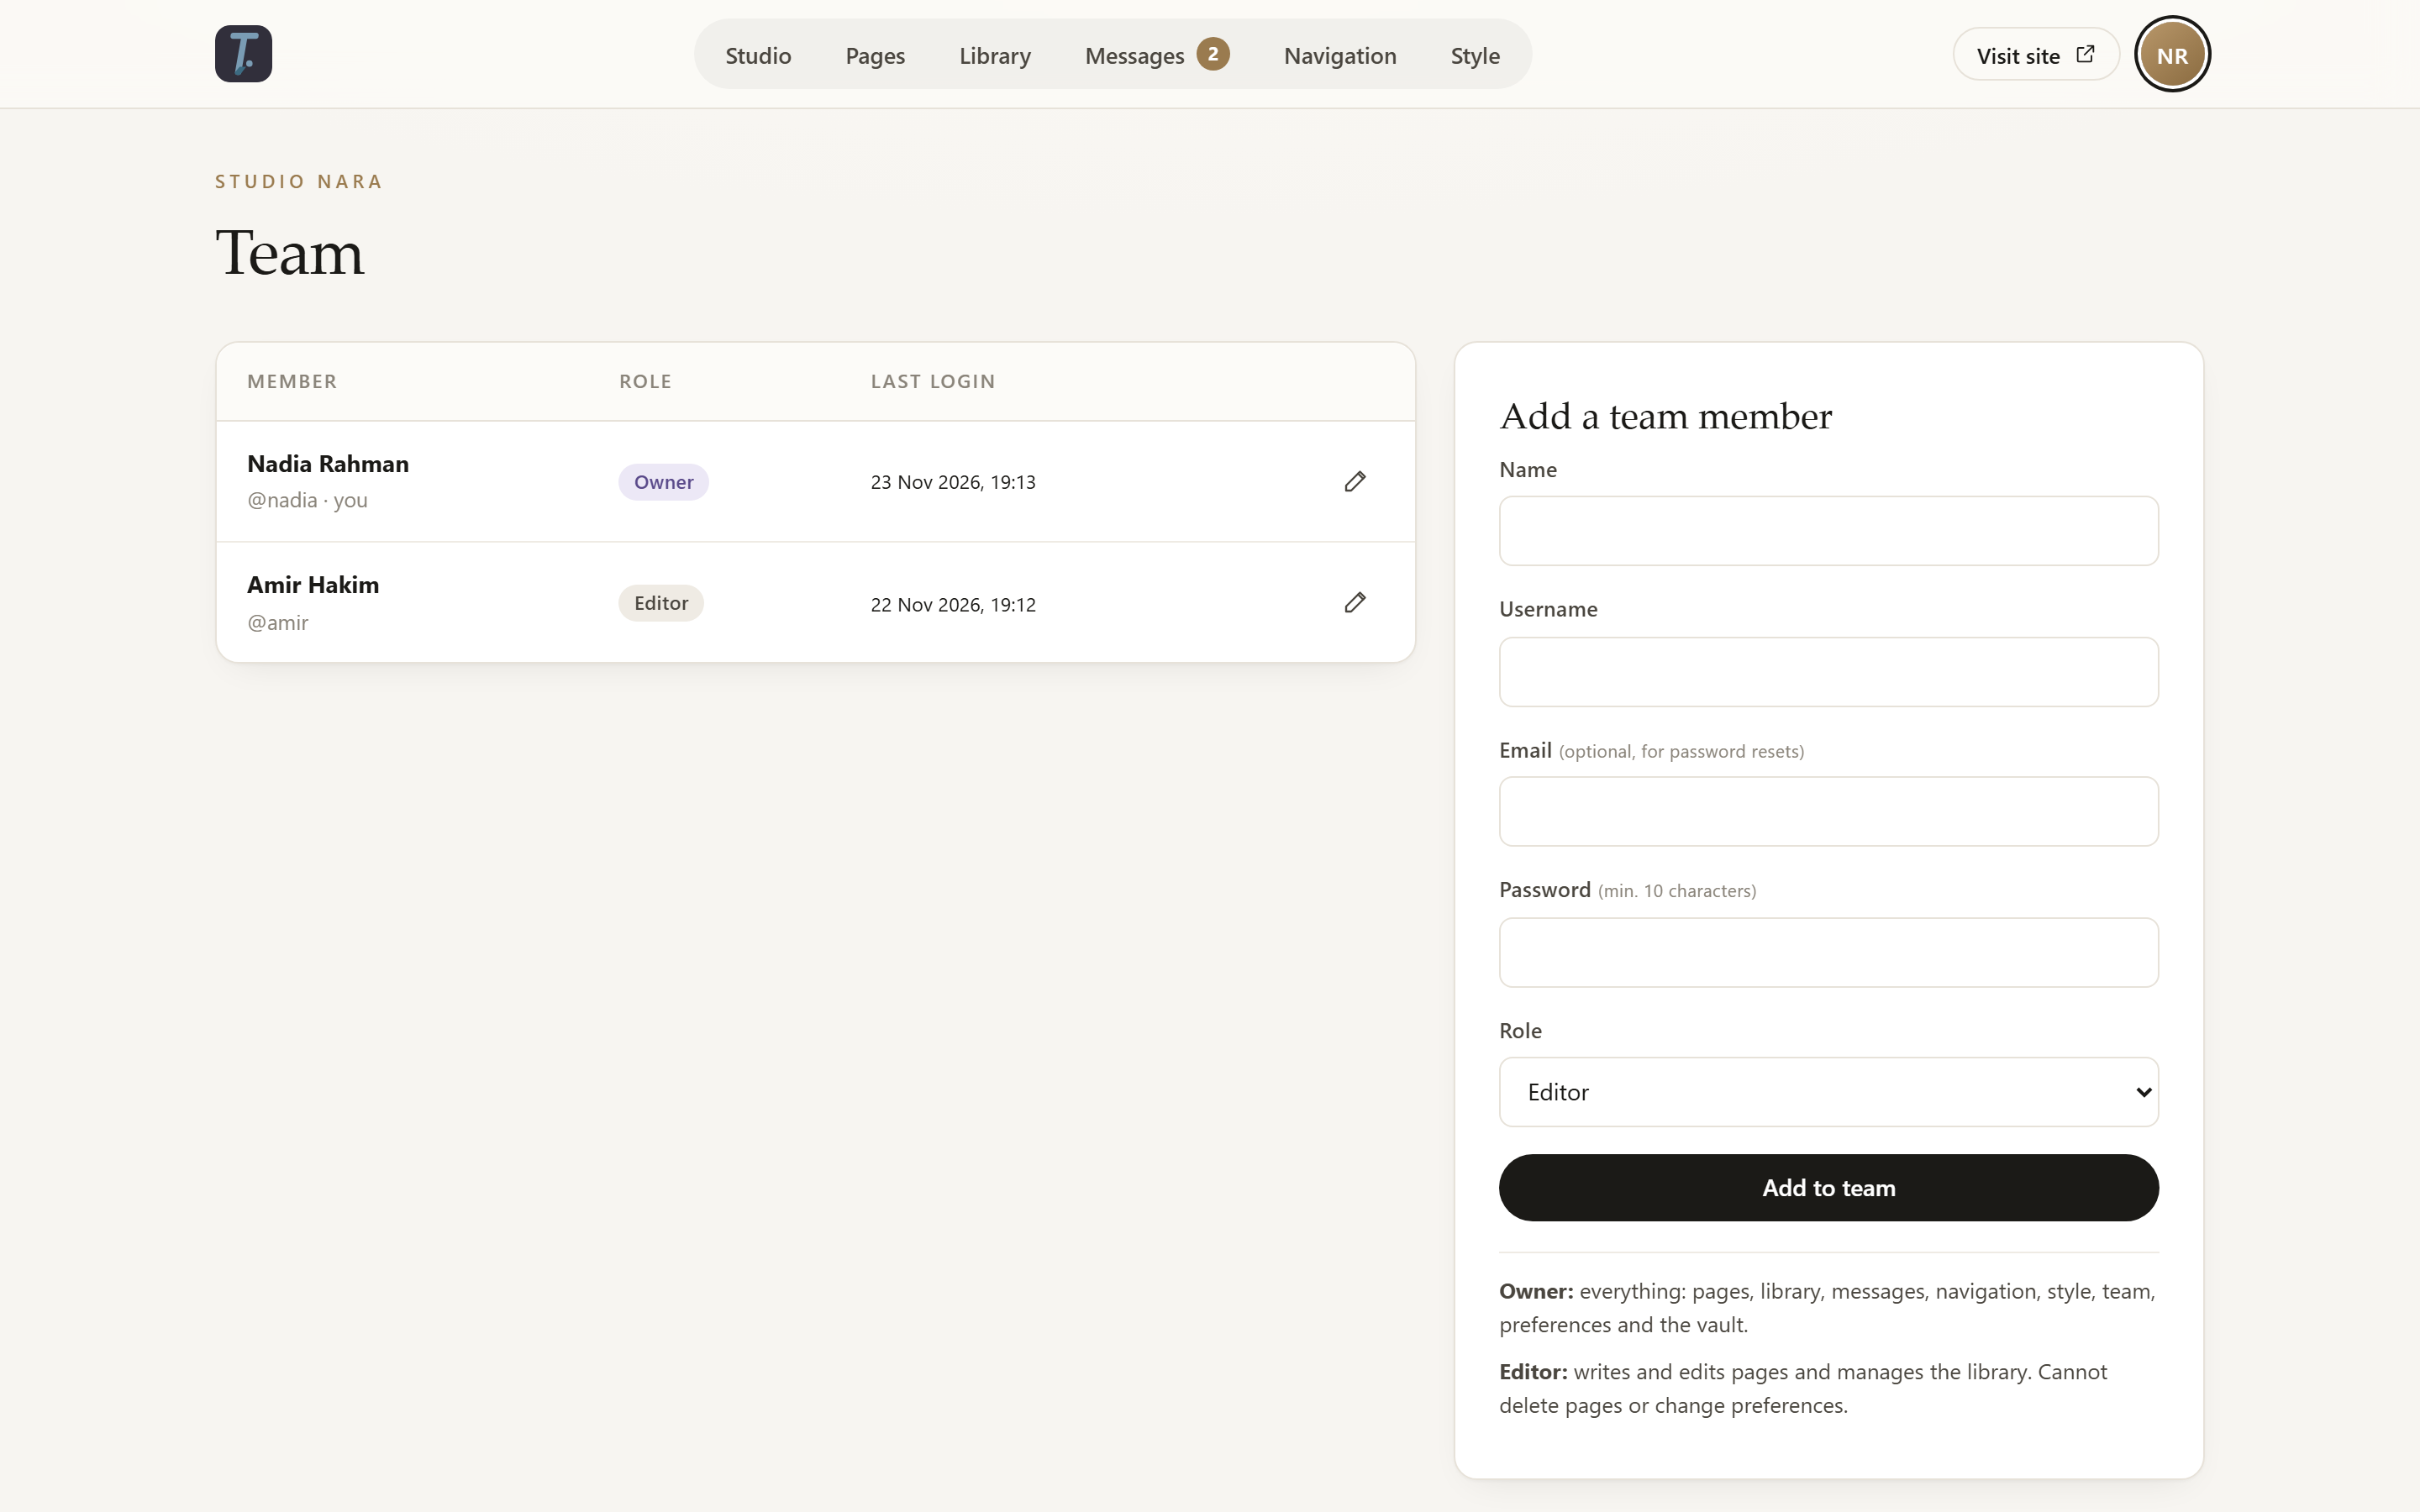 T.
Studio
Pages
Library
Messages 2
Navigation
Style
Visit site
NR
STUDIO NARA
Team
MEMBER ROLE LAST LOGIN
Nadia Rahman
@nadia · you
Owner
23 Nov 2026, 19:13
Amir Hakim
@amir
Editor
22 Nov 2026, 19:12
Add a team member
Name
Username
Email (optional, for password resets)
Password (min. 10 characters)
Role
Editor
Add to team
Owner: everything: pages, library, messages, navigation, style, team,
preferences and the vault.
Editor: writes and edits pages and manages the library. Cannot
delete pages or change preferences.